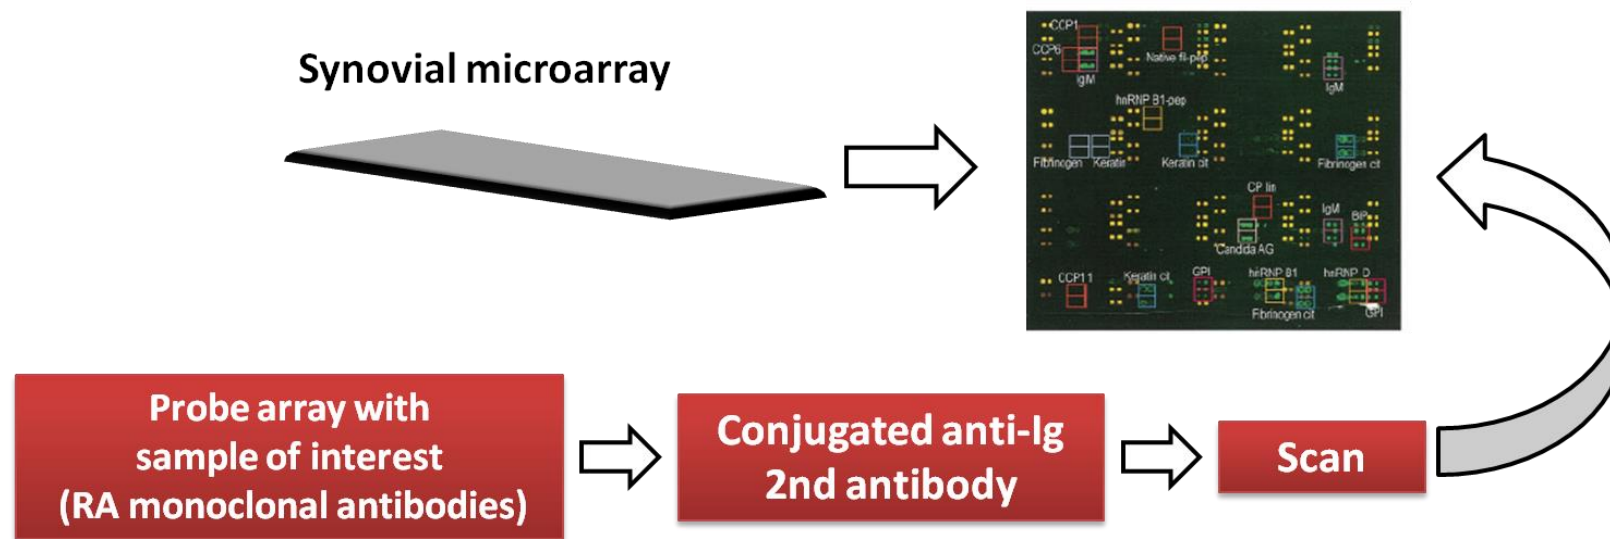 Synovial microarray
CCP1
CCP6
IgM
Native fil-pep
IgM
hnRNP B1-pep
Fibrinogen
Keratin
Keratin cit
Fibrinogen cit
CP lin
IgM
BiP
Candida AG
CCP1 1
Keratin cit
GPI
hnRNP B1
hnRNP D
Fibrinogen cit
GPI
Probe array with
sample of interest
(RA monoclonal antibodies)
Conjugated anti-Ig
2nd antibody
Scan